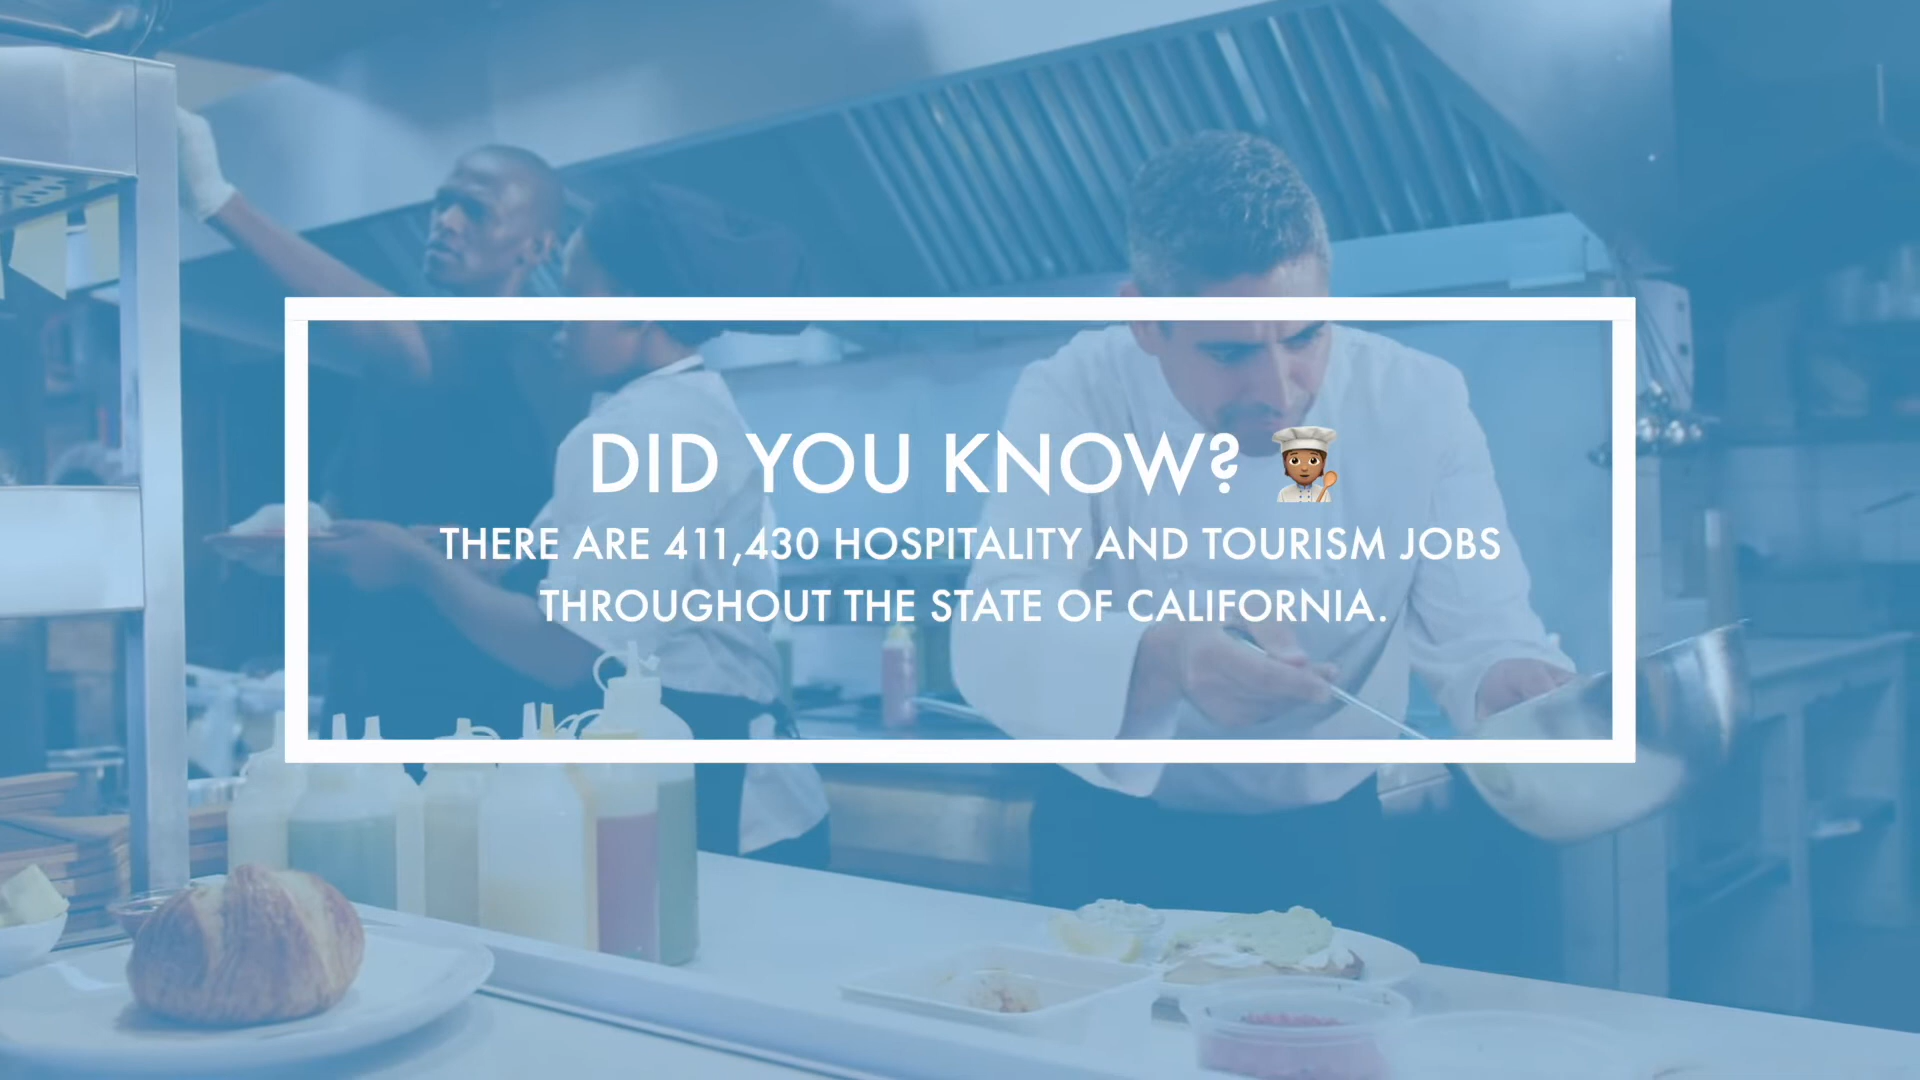 DID YOU KNOW? 👩🏾‍🍳
THERE ARE 411,430 HOSPITALITY AND TOURISM JOBS
THROUGHOUT THE STATE OF CALIFORNIA.